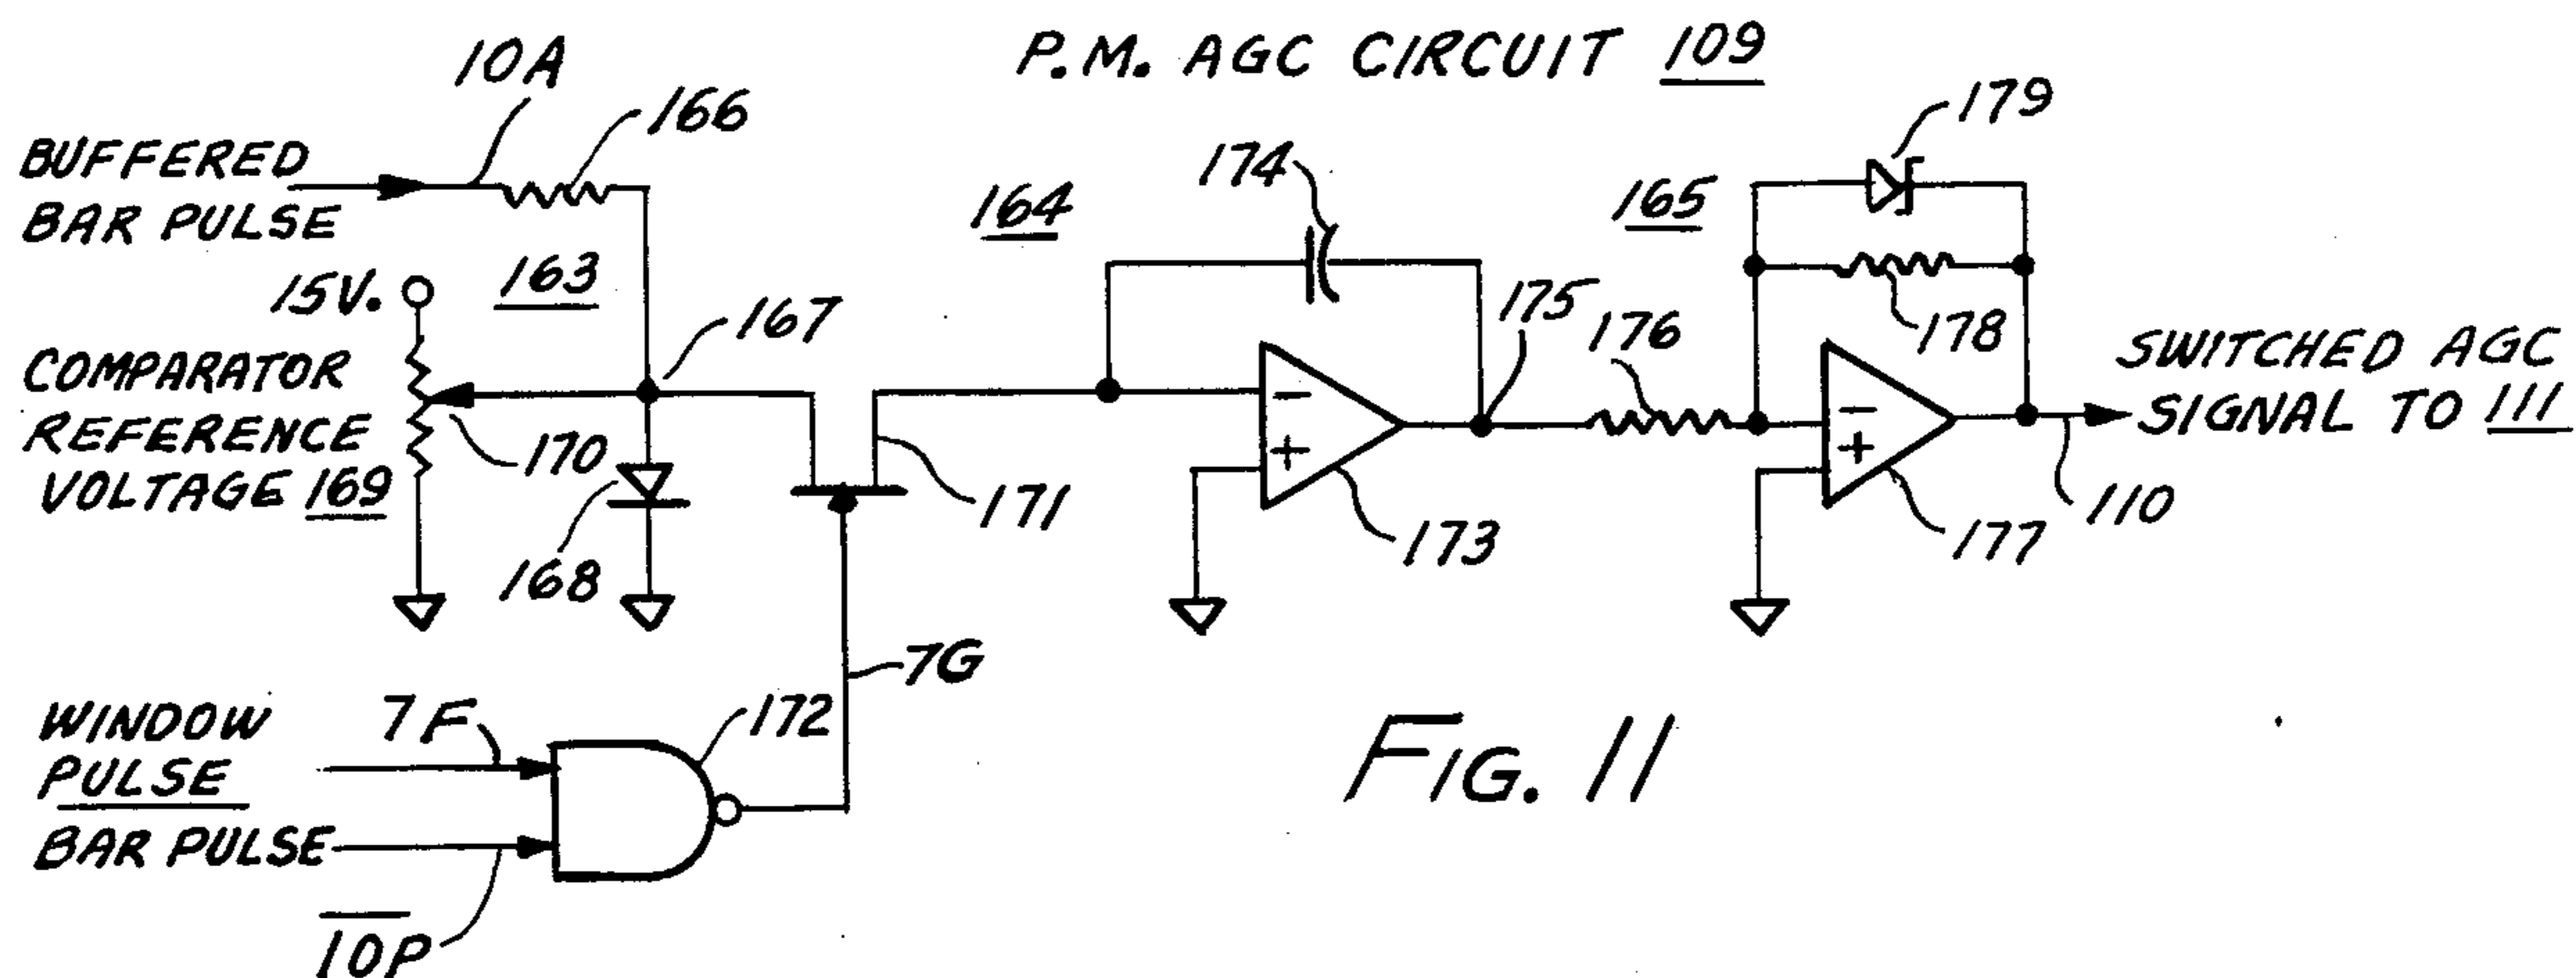 P.M. AGC CIRCUIT 109
10A
166
BUFFERED
BAR PULSE
163
15V.
167
COMPARATOR
REFERENCE
VOLTAGE 169
170
168
171
164
174
173
175
176
165
179
178
177
110
SWITCHED AGC
SIGNAL TO 111
7G
WINDOW
PULSE
7F
172
BAR PULSE
10P
FIG. 11
−
+
−
+